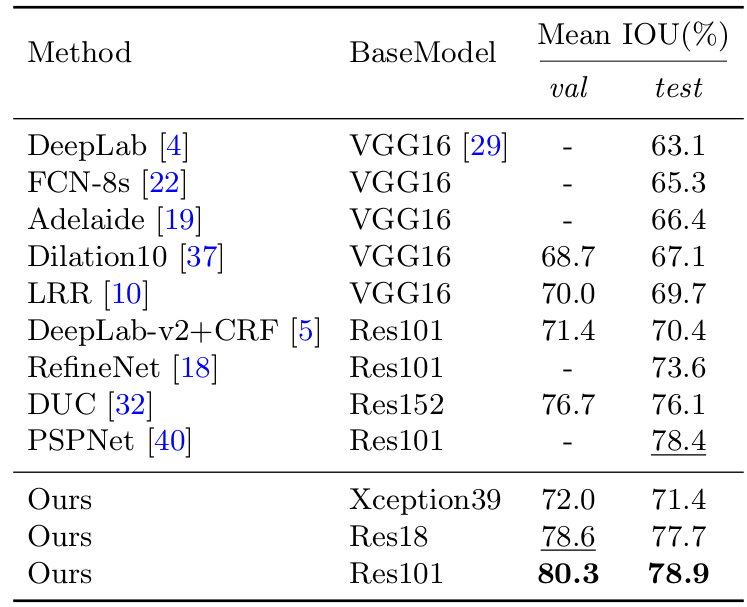 Method BaseModel Mean IOU(%)
val test
DeepLab [4] VGG16 [29] - 63.1
FCN-8s [22] VGG16 - 65.3
Adelaide [19] VGG16 - 66.4
Dilation10 [37] VGG16 68.7 67.1
LRR [10] VGG16 70.0 69.7
DeepLab-v2+CRF [5] Res101 71.4 70.4
RefineNet [18] Res101 - 73.6
DUC [32] Res152 76.7 76.1
PSPNet [40] Res101 - 78.4
Ours Xception39 72.0 71.4
Ours Res18 78.6 77.7
Ours Res101 80.3 78.9